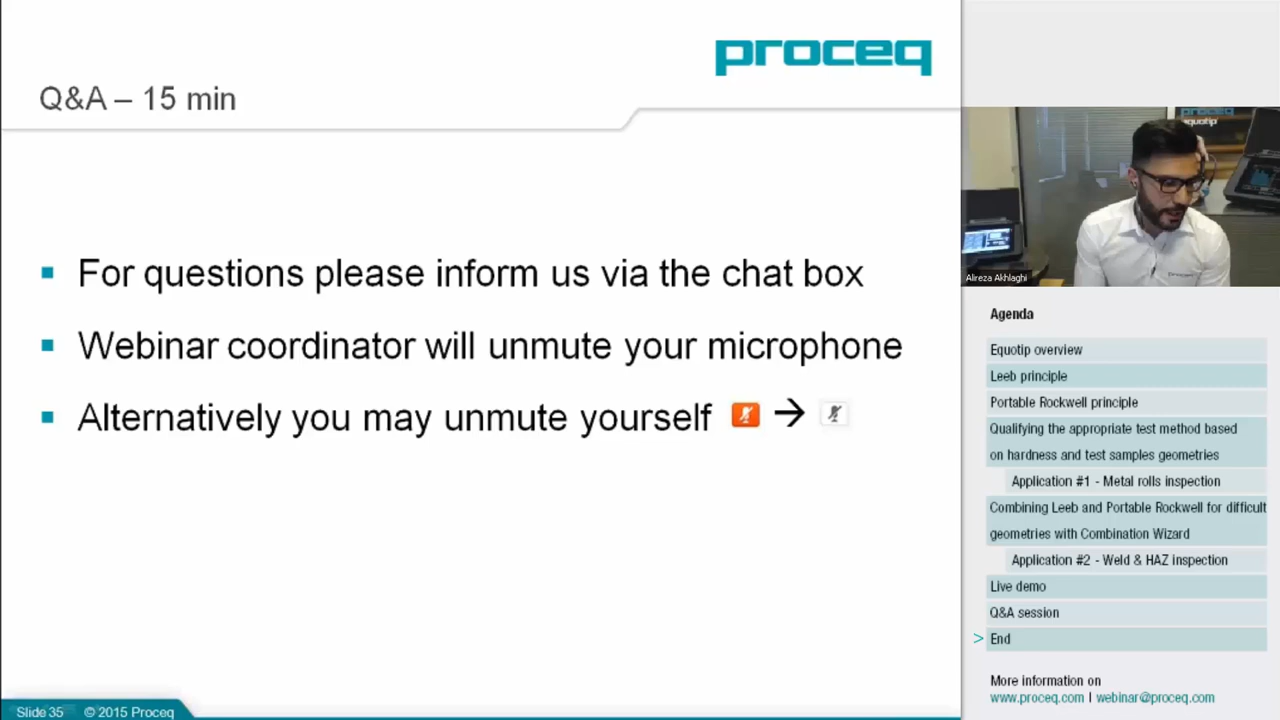 proceq
Q&A – 15 min
For questions please inform us via the chat box
Webinar coordinator will unmute your microphone
Alternatively you may unmute yourself →
Slide 35 © 2015 Proceq
proceq
equotip
Alireza Akhlaghi
Agenda
Equotip overview
Leeb principle
Portable Rockwell principle
Qualifying the appropriate test method based
on hardness and test samples geometries
Application #1 - Metal rolls inspection
Combining Leeb and Portable Rockwell for difficult
geometries with Combination Wizard
Application #2 - Weld & HAZ inspection
Live demo
Q&A session
> End
More information on
www.proceq.com | webinar@proceq.com